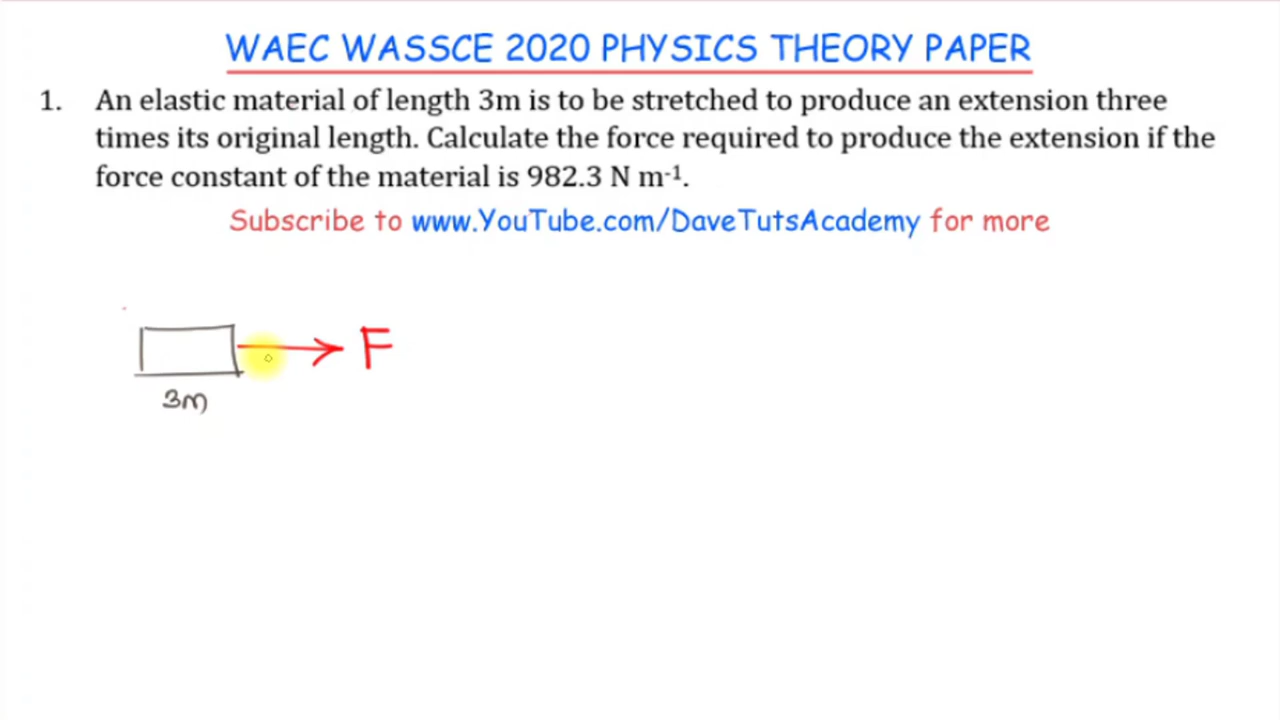 WAEC WASSCE 2020 PHYSICS THEORY PAPER
1. An elastic material of length 3m is to be stretched to produce an extension three
times its original length. Calculate the force required to produce the extension if the
force constant of the material is 982.3 N m-1.
Subscribe to www.YouTube.com/DaveTutsAcademy for more
F
3m